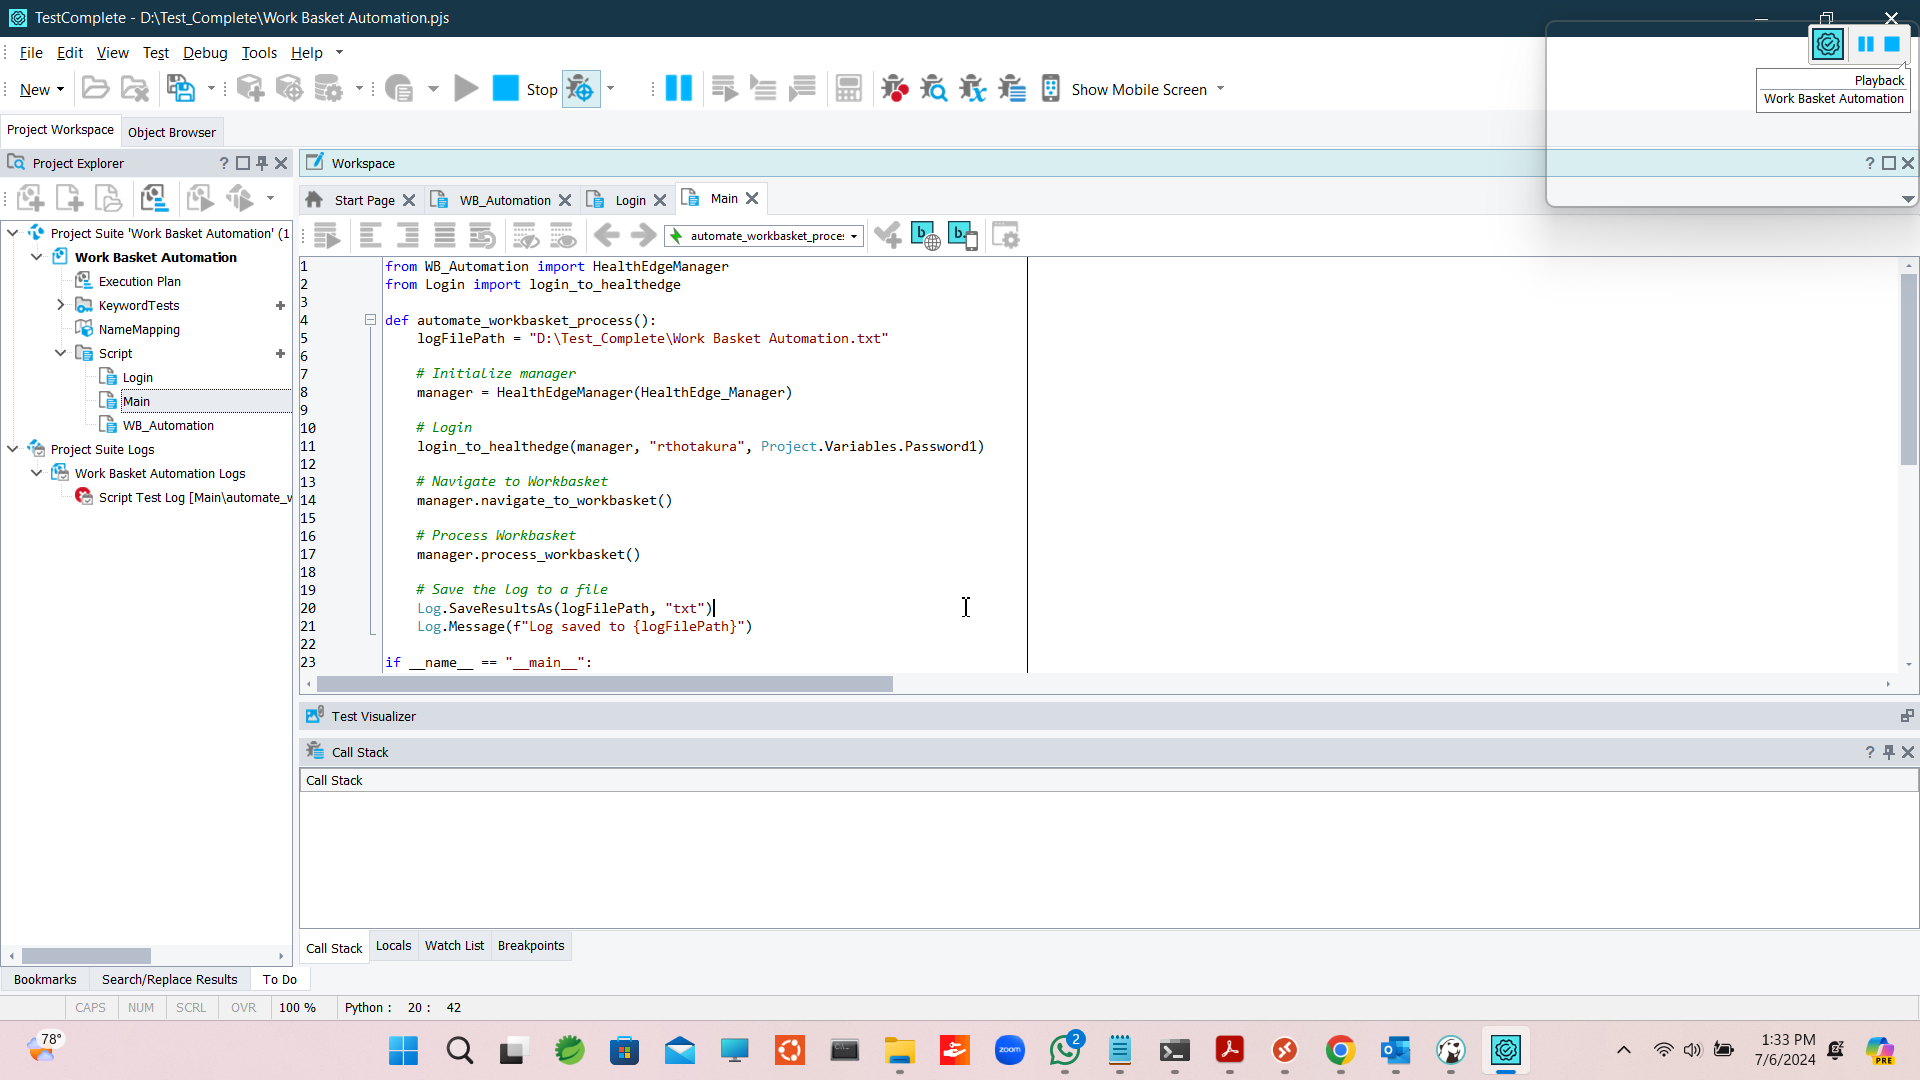 TestComplete - D:\Test_Complete\Work Basket Automation.pjs
File Edit View Test Debug Tools Help
New
Stop
Show Mobile Screen
Playback
Work Basket Automation
Project Workspace
Object Browser
Project Explorer
?
Workspace
?
Start Page
WB_Automation
Login
Main
automate_workbasket_proce
Project Suite 'Work Basket Automation' (1
Work Basket Automation
Execution Plan
KeywordTests
NameMapping
Script
Login
Main
WB_Automation
Project Suite Logs
Work Basket Automation Logs
Script Test Log [Main\automate_w
1 from WB_Automation import HealthEdgeManager
2 from Login import login_to_healthedge
3
4 def automate_workbasket_process():
5 logFilePath = "D:\Test_Complete\Work Basket Automation.txt"
6
7 # Initialize manager
8 manager = HealthEdgeManager(HealthEdge_Manager)
9
10 # Login
11 login_to_healthedge(manager, "rthotakura", Project.Variables.Password1)
12
13 # Navigate to Workbasket
14 manager.navigate_to_workbasket()
15
16 # Process Workbasket
17 manager.process_workbasket()
18
19 # Save the log to a file
20 Log.SaveResultsAs(logFilePath, "txt")
21 Log.Message(f"Log saved to {logFilePath}")
22
23 if __name__ == "__main__":
Test Visualizer
Call Stack
?
Call Stack
Call Stack Locals Watch List Breakpoints
Bookmarks Search/Replace Results To Do
CAPS NUM SCRL OVR 100 % Python : 20 : 42
78°
zoom
2
1:33 PM
7/6/2024
PRE